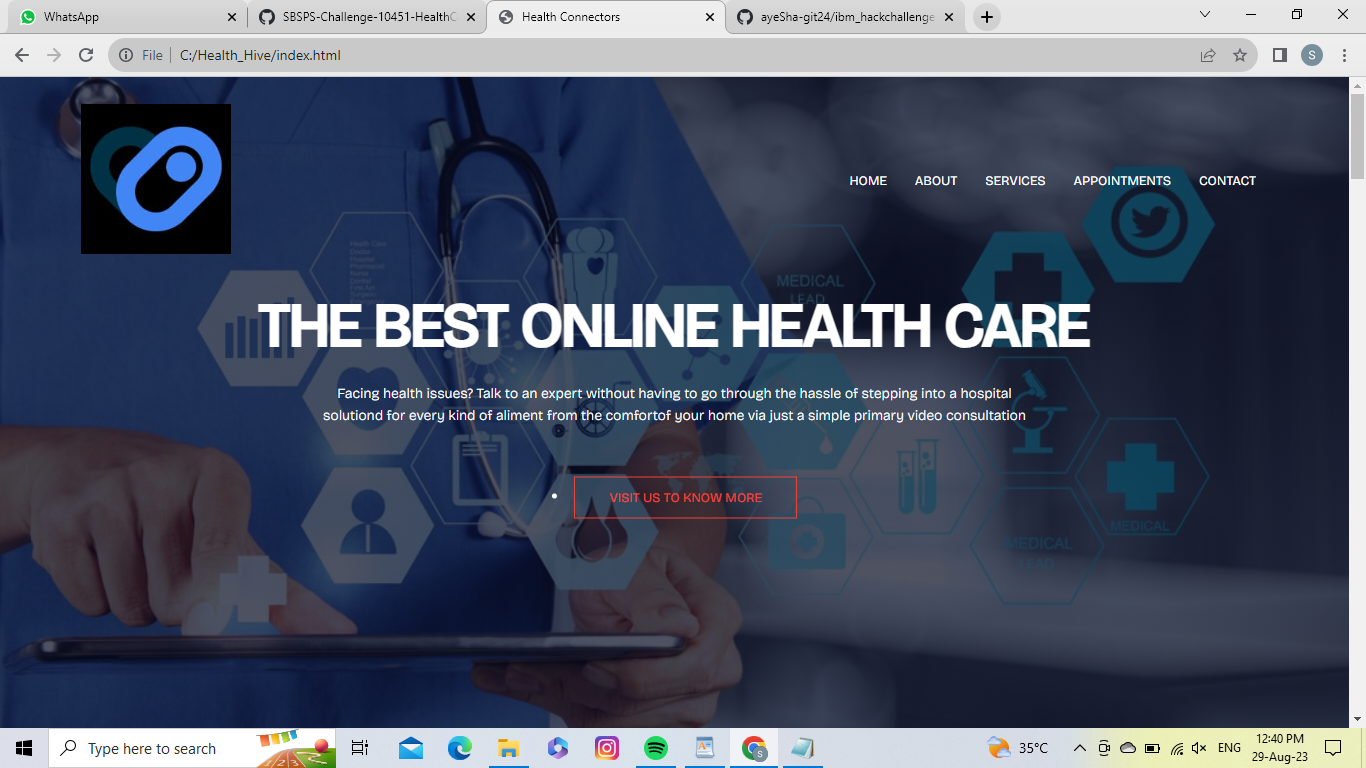 WhatsApp
SBSPS-Challenge-10451-HealthC
Health Connectors
ayeSha-git24/ibm_hackchallenge
File
C:/Health_Hive/index.html
S
HOME ABOUT SERVICES APPOINTMENTS CONTACT
Health Care
MEDICAL
LEAD
THE BEST ONLINE HEALTH CARE
Facing health issues? Talk to an expert without having to go through the hassle of stepping into a hospital
solutiond for every kind of aliment from the comfortof your home via just a simple primary video consultation
• VISIT US TO KNOW MORE
MEDICAL
MEDICAL
LEAD
Type here to search
S
35°C
ENG
12:40 PM
29-Aug-23